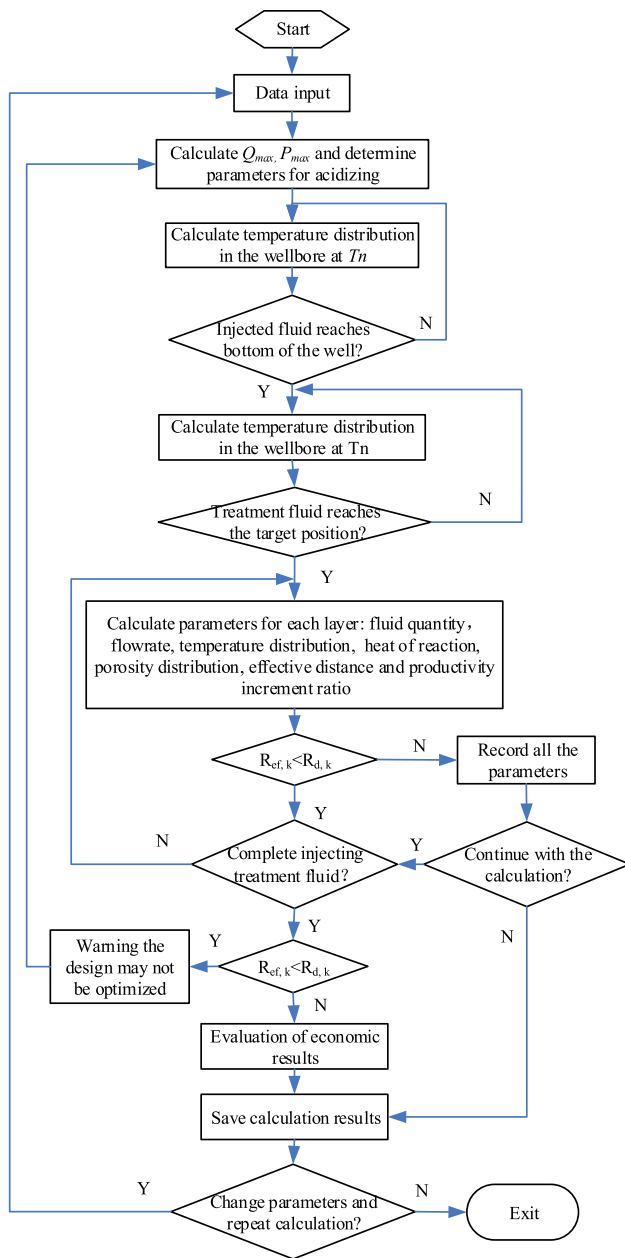 Start
Data input
Calculate Qmax, Pmax and determine
parameters for acidizing
Calculate temperature distribution
in the wellbore at Tn
Injected fluid reaches
bottom of the well?
N
Y
Calculate temperature distribution
in the wellbore at Tn
Treatment fluid reaches
the target position?
N
Y
Calculate parameters for each layer: fluid quantity,
flowrate, temperature distribution, heat of reaction,
porosity distribution, effective distance and productivity
increment ratio
Ref, k<Rd, k
N
Record all the
parameters
Y
Complete injecting
treatment fluid?
N
Y
Continue with the
calculation?
Y
N
Ref, k<Rd, k
Y
Warning the
design may not
be optimized
N
Evaluation of economic
results
Save calculation results
Change parameters and
repeat calculation?
Y
N
Exit